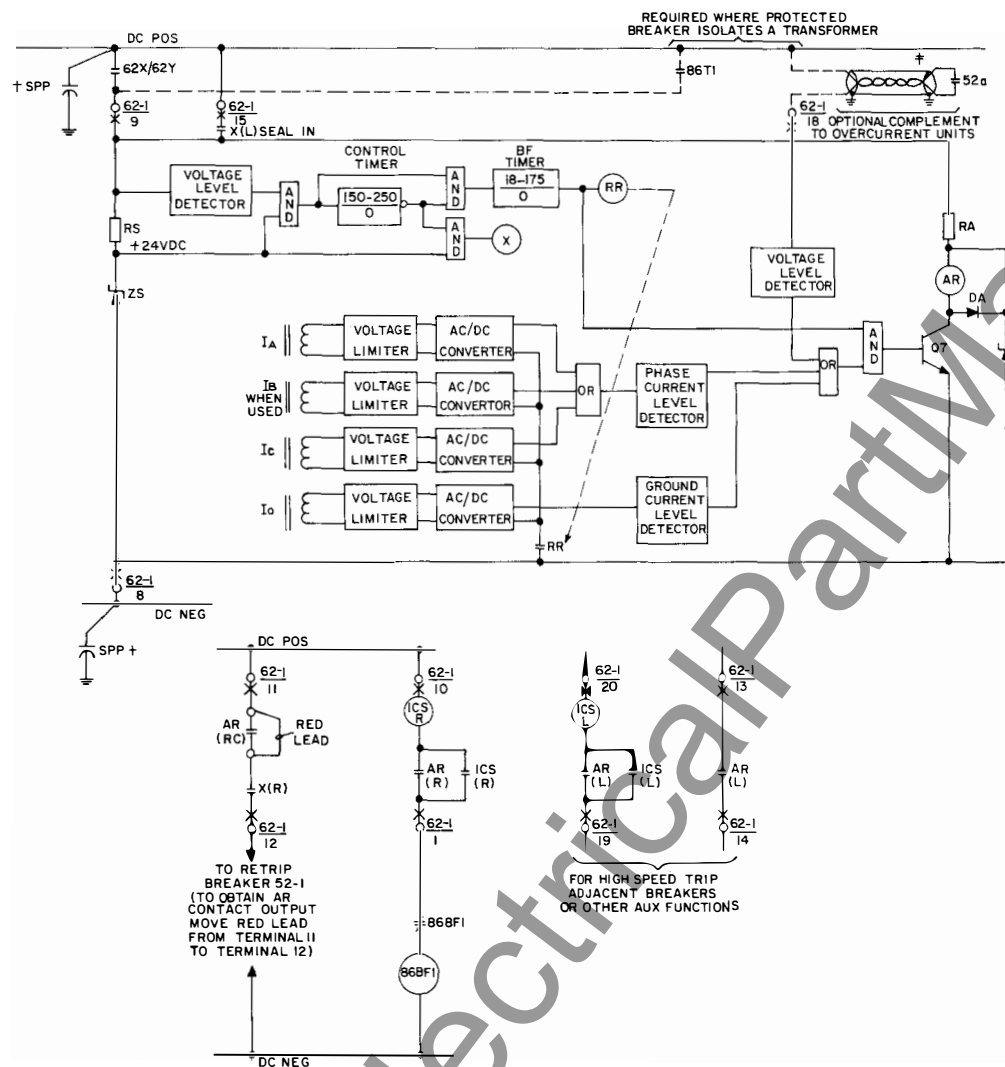 REQUIRED WHERE PROTECTED
BREAKER ISOLATES A TRANSFORMER
DC POS
62X/62Y
† SPP
86T1
‡
52a
62-1
9
62-1
15
X(L) SEAL IN
62-1
18 OPTIONAL COMPLEMENT
TO OVERCURRENT UNITS
VOLTAGE
LEVEL
DETECTOR
AND
CONTROL
TIMER
150-250
0
AND
BF
TIMER
18-175
0
RR
AND
X
RS
+24VDC
ZS
VOLTAGE
LEVEL
DETECTOR
RA
AR
DA
Q7
AND
OR
IA
VOLTAGE
LIMITER
AC/DC
CONVERTER
IB
WHEN
USED
VOLTAGE
LIMITER
AC/DC
CONVERTOR
OR
PHASE
CURRENT
LEVEL
DETECTOR
IC
VOLTAGE
LIMITER
AC/DC
CONVERTER
IO
VOLTAGE
LIMITER
AC/DC
CONVERTER
GROUND
CURRENT
LEVEL
DETECTOR
RR
62-1
8
DC NEG
SPP †
DC POS
62-1
11
AR
(RC)
RED
LEAD
X(R)
62-1
12
TO RETRIP
BREAKER 52-1
(TO OBTAIN AR
CONTACT OUTPUT
MOVE RED LEAD
FROM TERMINAL 11
TO TERMINAL 12)
62-1
10
ICS
R
AR
(R)
ICS
(R)
62-1
1
86BF1
86BF1
DC NEG
62-1
20
ICS
L
AR
(L)
ICS
(L)
62-1
19
62-1
13
AR
(L)
62-1
14
FOR HIGH SPEED TRIP
ADJACENT BREAKERS
OR OTHER AUX FUNCTIONS